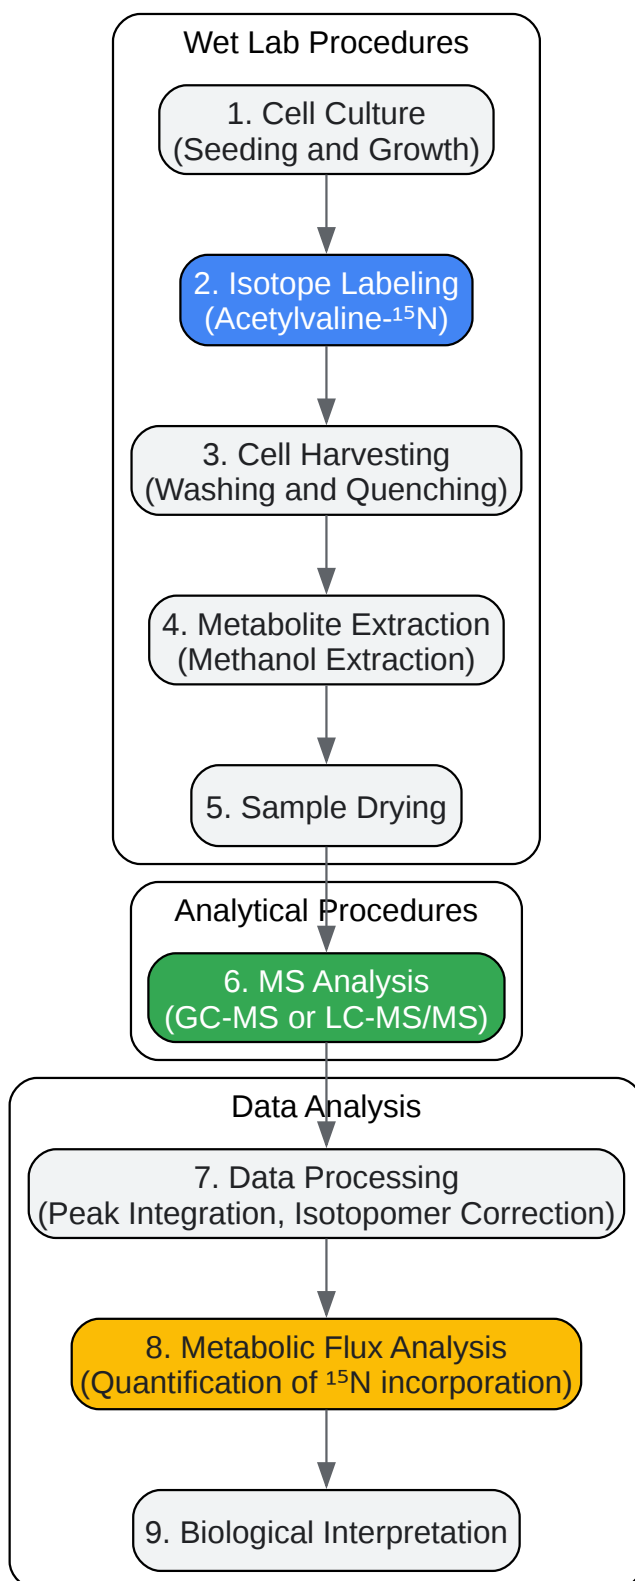 Wet Lab Procedures
1. Cell Culture
(Seeding and Growth)
2. Isotope Labeling
(Acetylvaline-¹⁵N)
3. Cell Harvesting
(Washing and Quenching)
4. Metabolite Extraction
(Methanol Extraction)
5. Sample Drying
Analytical Procedures
6. MS Analysis
(GC-MS or LC-MS/MS)
Data Analysis
7. Data Processing
(Peak Integration, Isotopomer Correction)
8. Metabolic Flux Analysis
(Quantification of ¹⁵N incorporation)
9. Biological Interpretation